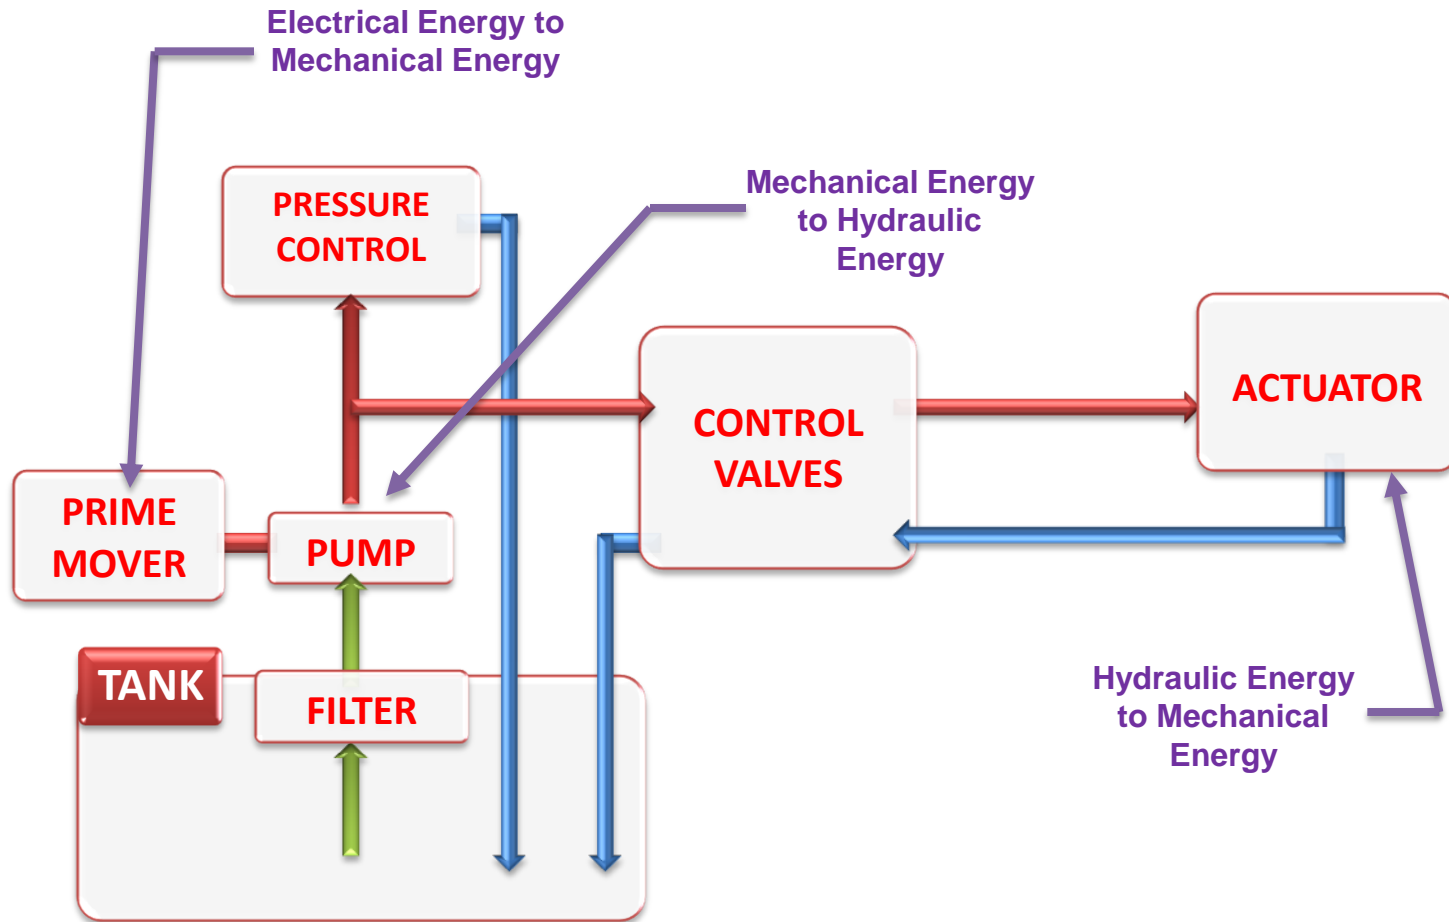 Electrical Energy to
Mechanical Energy
PRESSURE
CONTROL
Mechanical Energy
to Hydraulic
Energy
CONTROL
VALVES
ACTUATOR
PRIME
MOVER
PUMP
TANK
FILTER
Hydraulic Energy
to Mechanical
Energy